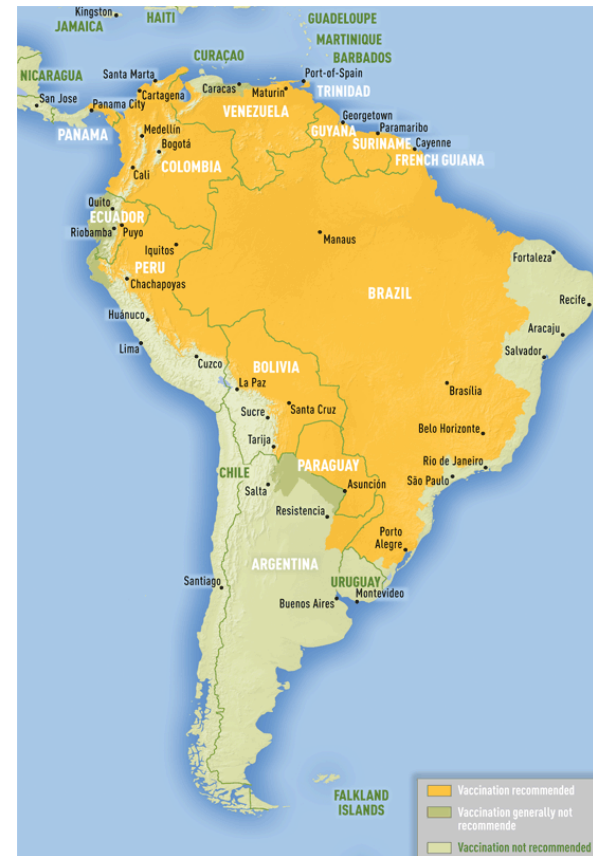 Kingston
JAMAICA
HAITI
GUADELOUPE
MARTINIQUE
BARBADOS
CURAÇAO
NICARAGUA
Santa Marta
Port-of-Spain
San Jose
Panama City
Cartagena
Caracas
Maturin
TRINIDAD
VENEZUELA
Georgetown
PANAMA
Medellín
GUYANA
Paramaribo
Bogotá
SURINAME
Cayenne
COLOMBIA
FRENCH GUIANA
Cali
Quito
ECUADOR
Riobamba
Puyo
Iquitos
Manaus
PERU
Chachapoyas
Fortaleza
BRAZIL
Recife
Huánuco
Aracaju
Lima
Salvador
Cuzco
BOLIVIA
La Paz
Brasília
Santa Cruz
Sucre
Belo Horizonte
Tarija
Rio de Janeiro
PARAGUAY
CHILE
São Paulo
Salta
Asunción
Resistencia
Porto
Alegre
ARGENTINA
Santiago
URUGUAY
Buenos Aires
Montevideo
FALKLAND
ISLANDS
Vaccination recommended
Vaccination generally not
recommende
Vaccination not recommended